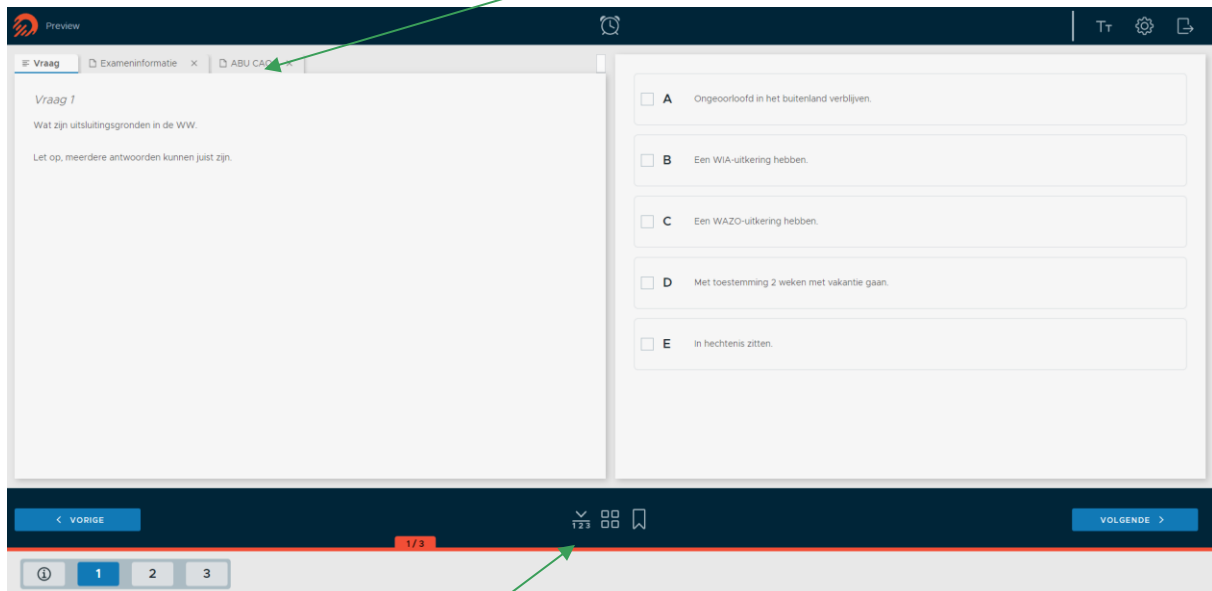 Preview
Tт
Vraag
Exameninformatie ×
ABU CAO ×
Vraag 1
Wat zijn uitsluitingsgronden in de WW.
Let op, meerdere antwoorden kunnen juist zijn.
A Ongeoorloofd in het buitenland verblijven.
B Een WIA-uitkering hebben.
C Een WAZO-uitkering hebben.
D Met toestemming 2 weken met vakantie gaan.
E In hechtenis zitten.
< VORIGE
123
VOLGENDE >
1/3
1 2 3